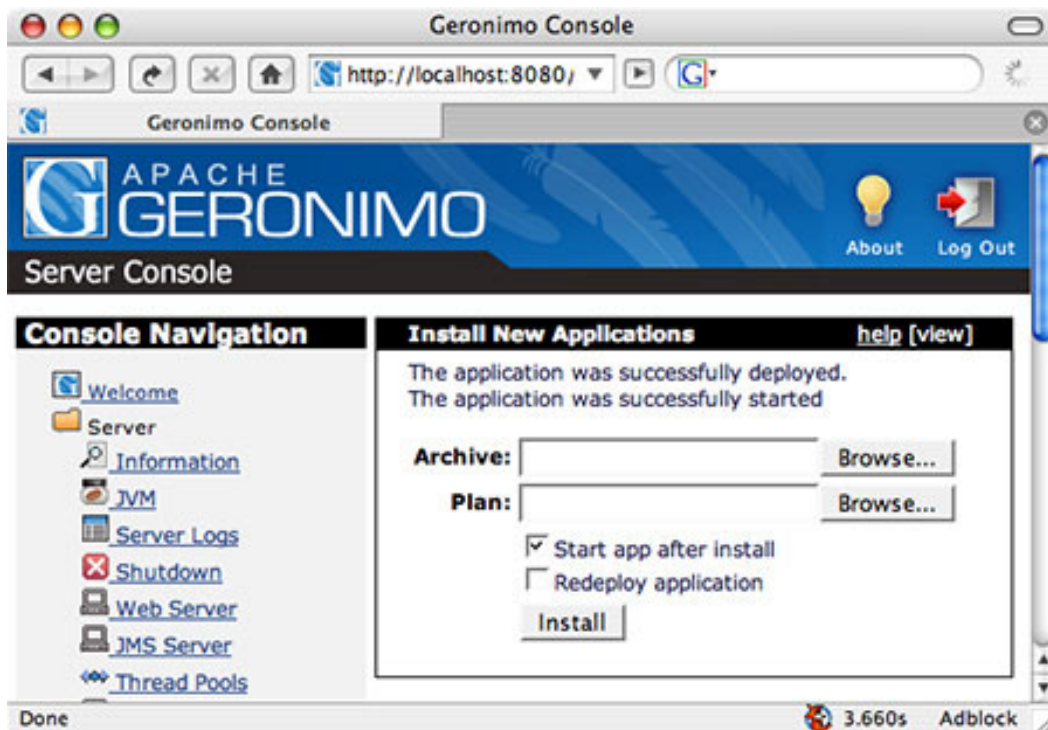 Geronimo Console
http://localhost:8080/
G
Geronimo Console
G APACHE
GERONIMO
About
Log Out
Server Console
Console Navigation
Welcome
Server
Information
JVM
Server Logs
Shutdown
Web Server
JMS Server
Thread Pools
Install New Applications
help [view]
The application was successfully deployed.
The application was successfully started
Archive:
Browse...
Plan:
Browse...
Start app after install
Redeploy application
Install
Done
3.660s
Adblock